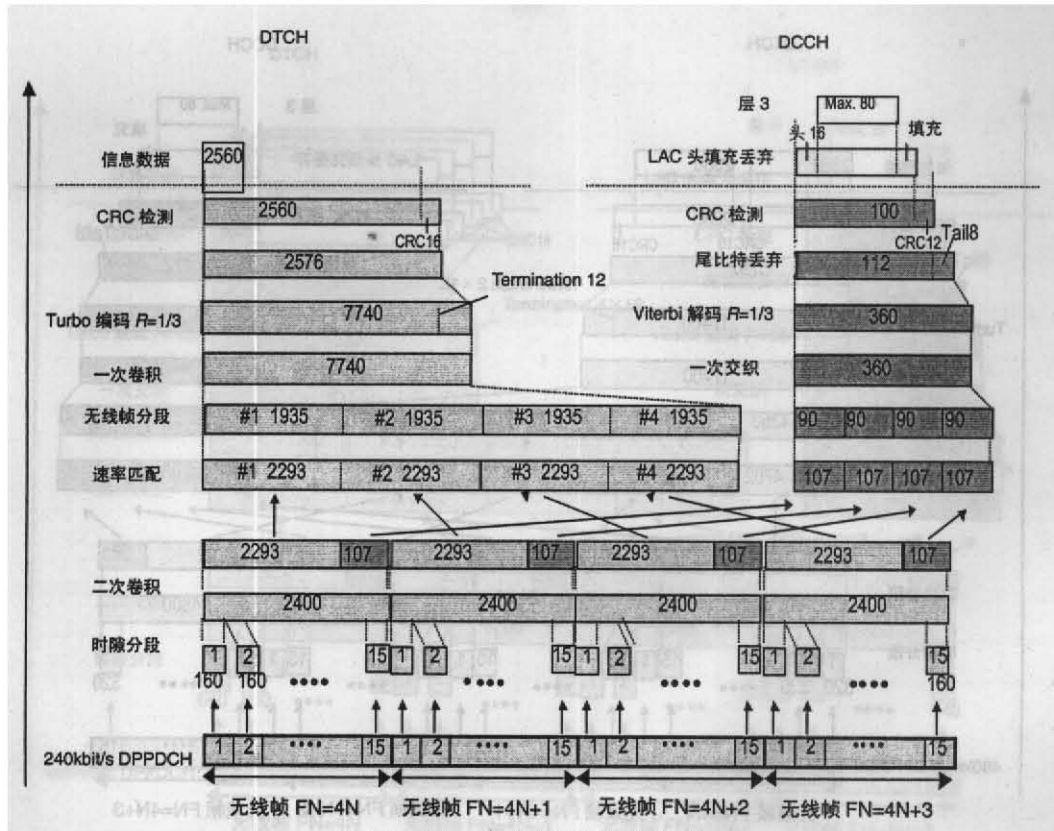 DTCH
DCCH
层 3
Max. 80
头 16
填充
信息数据
2560
LAC 头填充丢弃
CRC 检测
2560
CRC16
CRC 检测
100
CRC12
Tail8
2576
尾比特丢弃
112
Termination 12
Turbo 编码 R=1/3
7740
Viterbi 解码 R=1/3
360
一次卷积
7740
一次交织
360
无线帧分段
#1 1935
#2 1935
#3 1935
#4 1935
90
90
90
90
速率匹配
#1 2293
#2 2293
#3 2293
#4 2293
107
107
107
107
2293
107
2293
107
2293
107
2293
107
二次卷积
2400
2400
2400
2400
时隙分段
1
2
15
1
2
15
1
2
15
1
2
15
160
160
••••
••••
••••
••••
160
240kbit/s DPPDCH
1
2
••••
15
1
2
••••
15
1
2
••••
15
1
2
••••
15
无线帧 FN=4N
无线帧 FN=4N+1
无线帧 FN=4N+2
无线帧 FN=4N+3